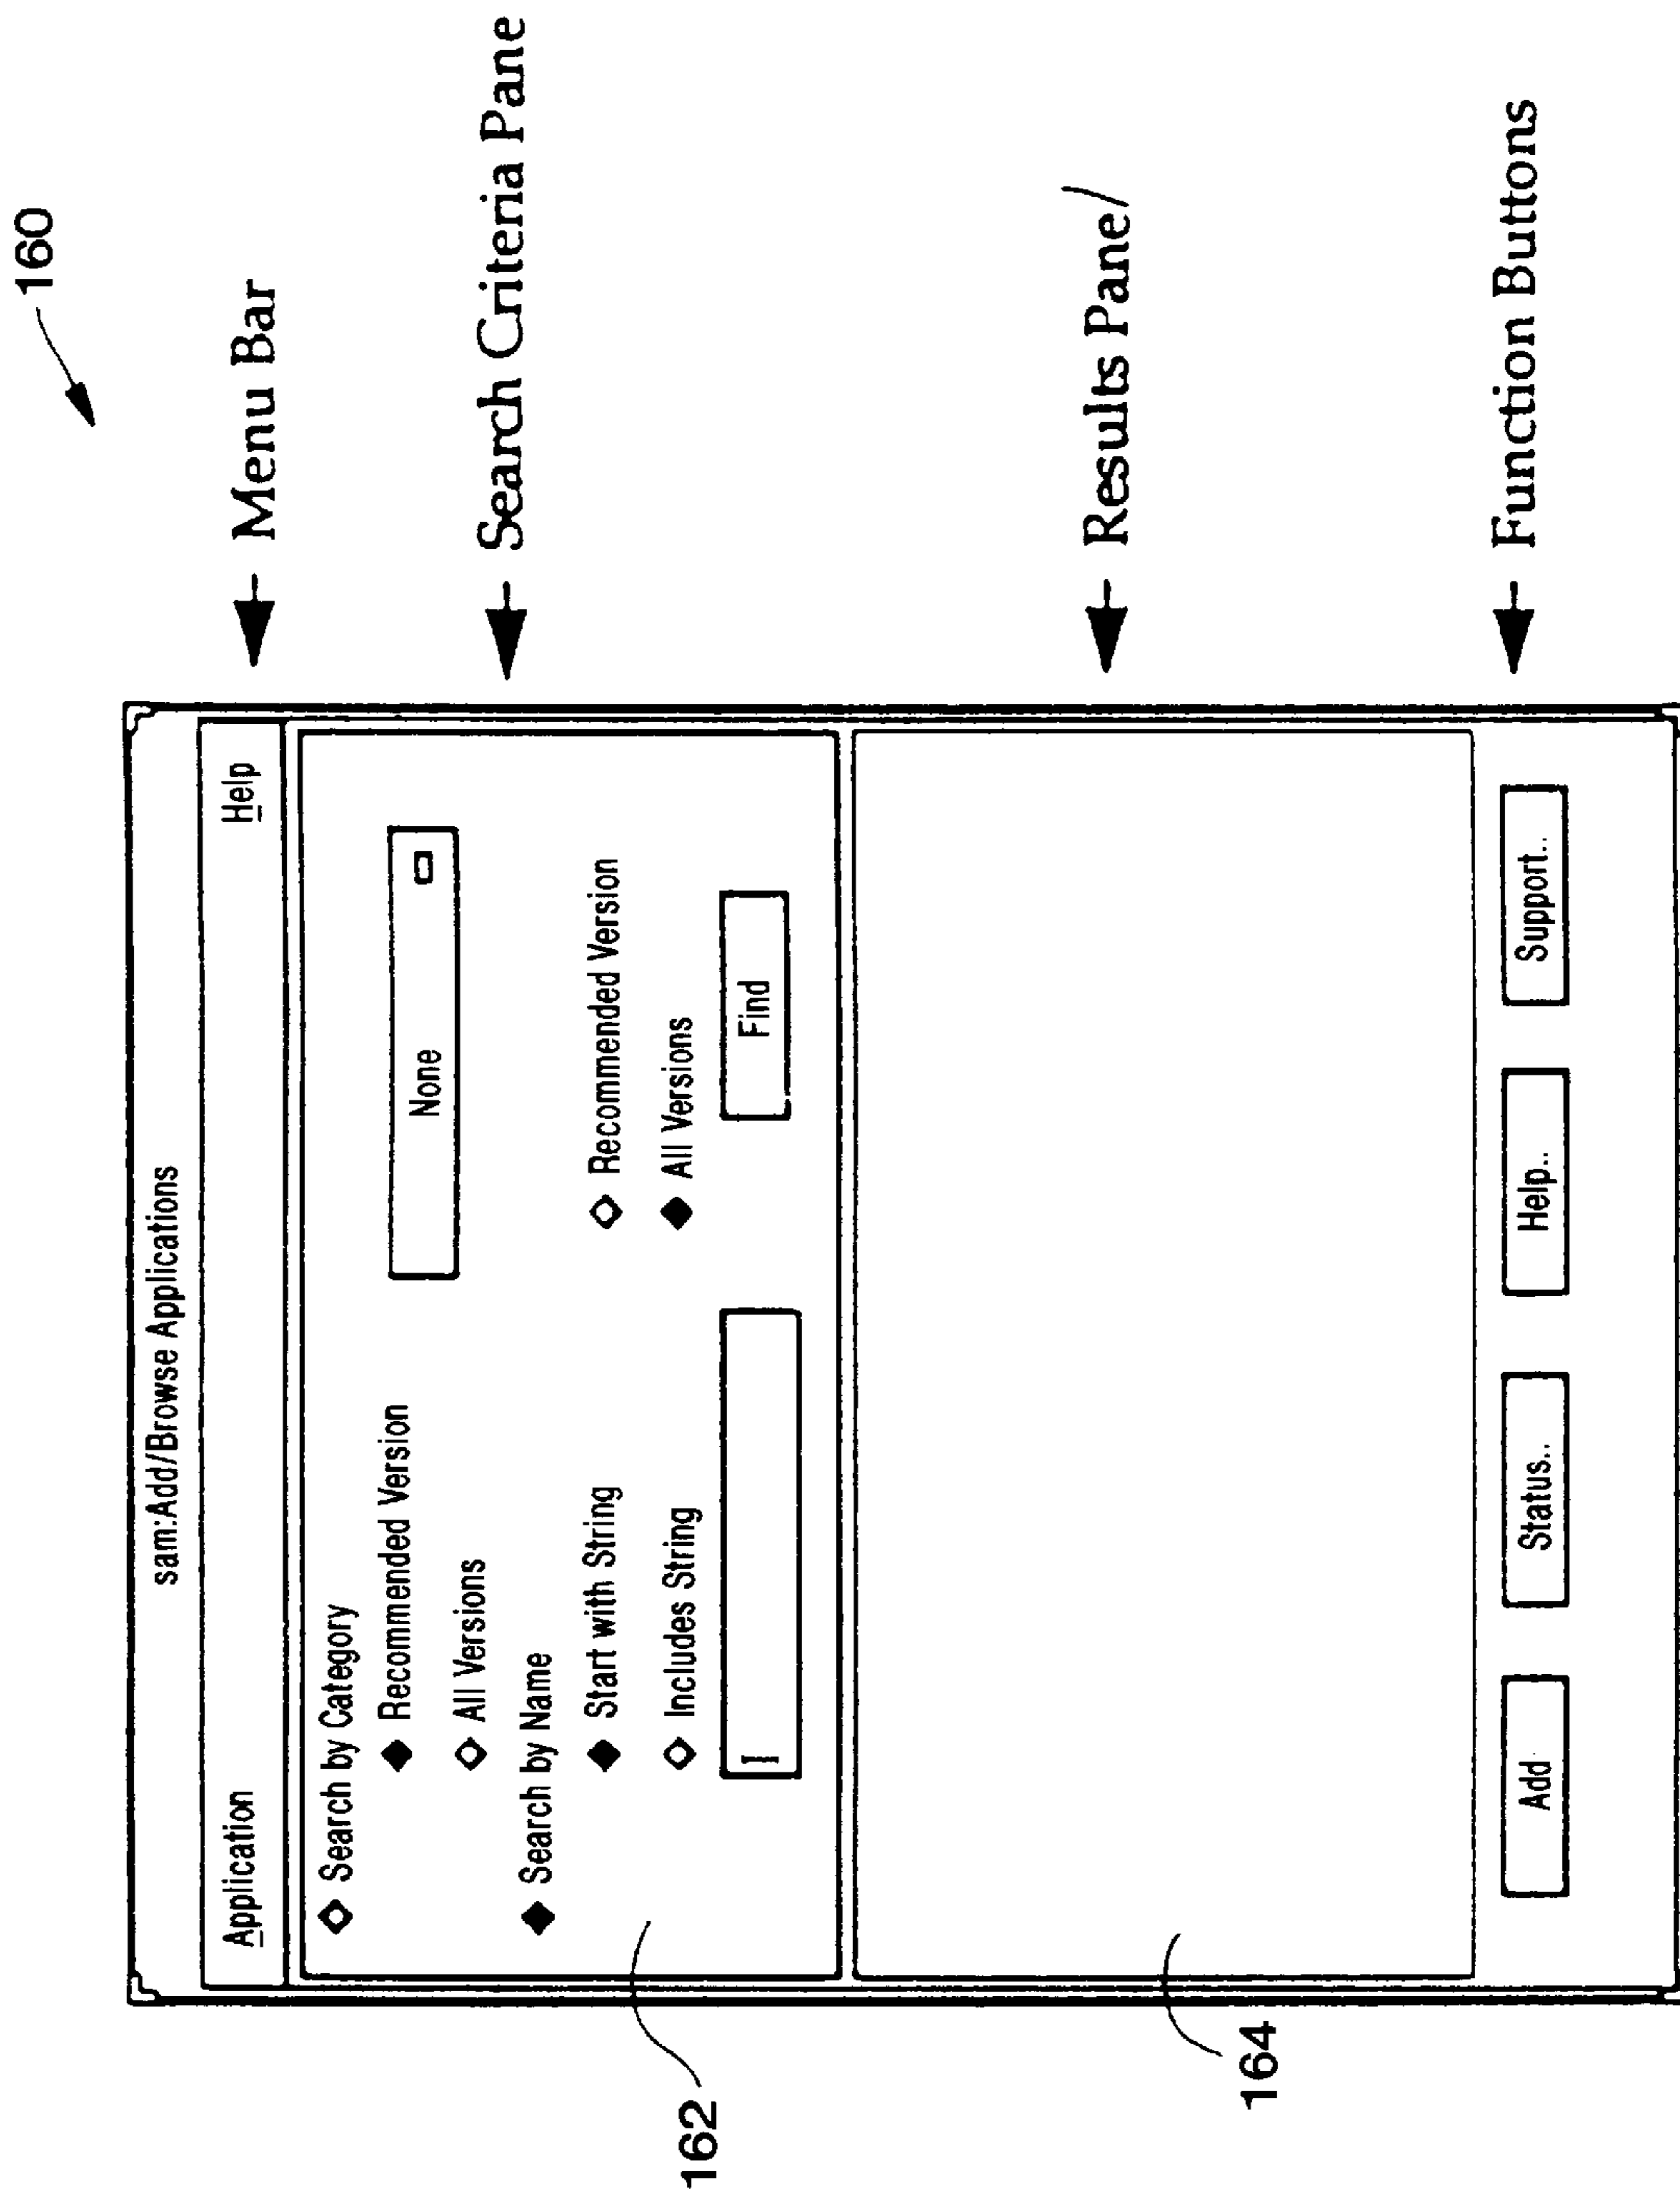 160
sam:Add/Browse Applications
Application Help
Menu Bar
Search by Category
Recommended Version
None
All Versions
Search Criteria Pane
Search by Name
Start with String
Recommended Version
Includes String
All Versions
Find
162
Results Pane
164
Add
Status..
Help..
Support..
Function Buttons